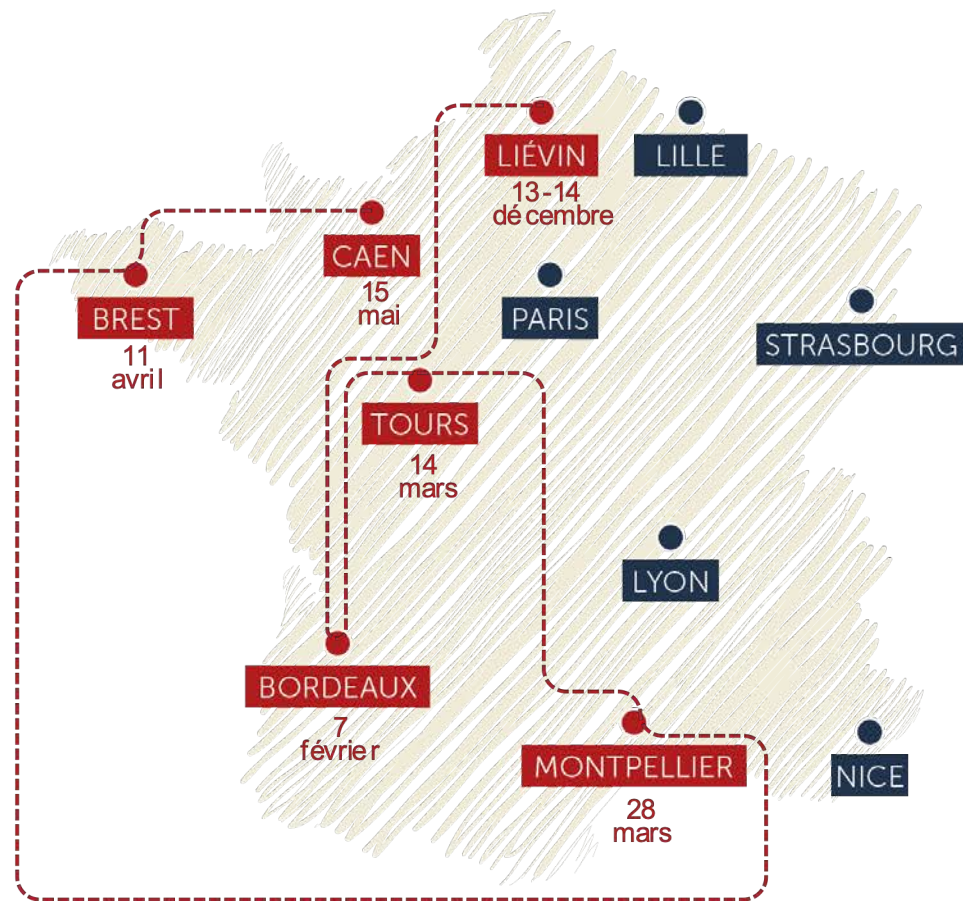 LIÉVIN
13-14
décembre
LILLE
CAEN
15
mai
BREST
11
avril
PARIS
STRASBOURG
TOURS
14
mars
LYON
BORDEAUX
7
février
MONTPELLIER
28
mars
NICE